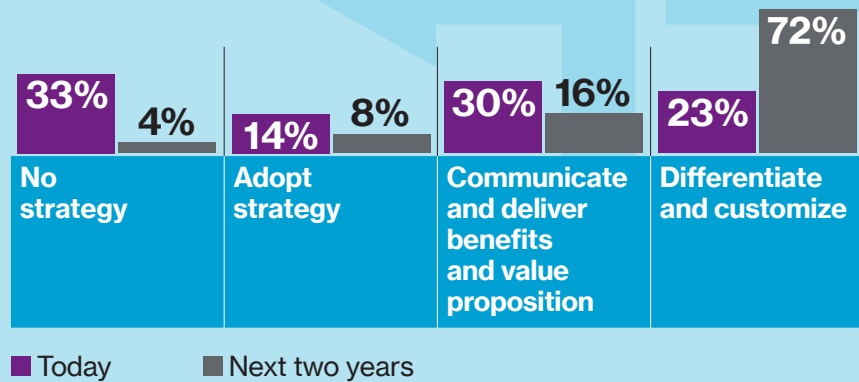 33%
4%
14%
8%
30%
16%
23%
72%
No
strategy
Adopt
strategy
Communicate
and deliver
benefits
and value
proposition
Differentiate
and customize
Today
Next two years